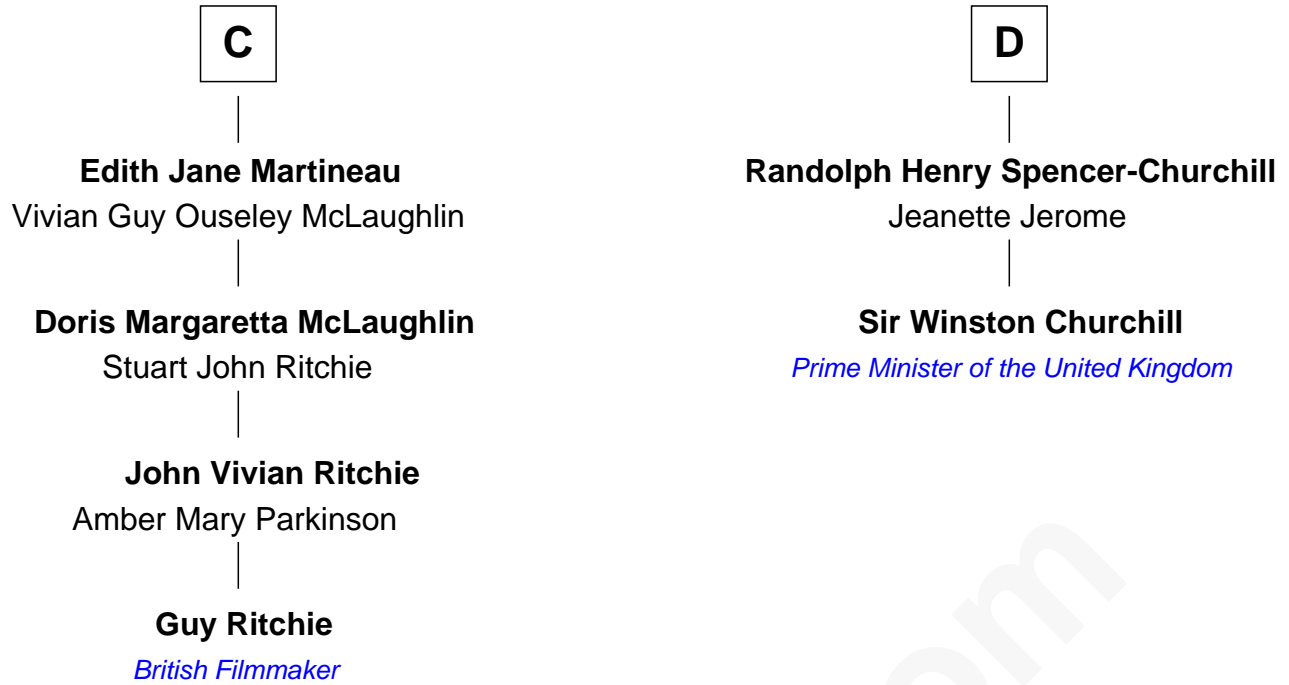 C
Edith Jane Martineau
Vivian Guy Ouseley McLaughlin
Doris Margaretta McLaughlin
Stuart John Ritchie
John Vivian Ritchie
Amber Mary Parkinson
Guy Ritchie
British Filmmaker
D
Randolph Henry Spencer-Churchill
Jeanette Jerome
Sir Winston Churchill
Prime Minister of the United Kingdom
om